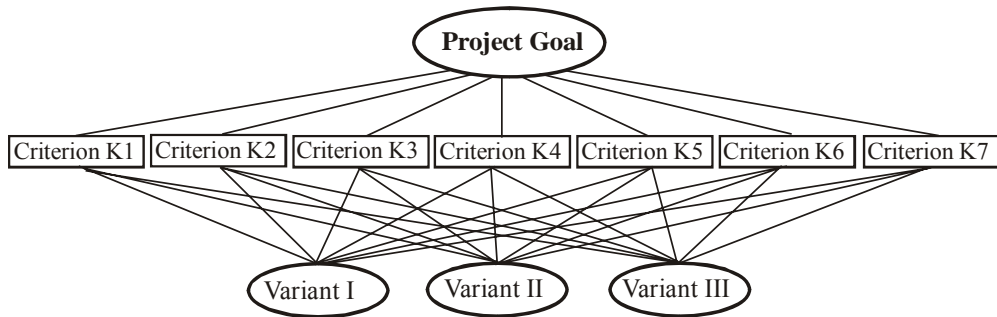 Project Goal
Criterion K1
Criterion K2
Criterion K3
Criterion K4
Criterion K5
Criterion K6
Criterion K7
Variant I
Variant II
Variant III